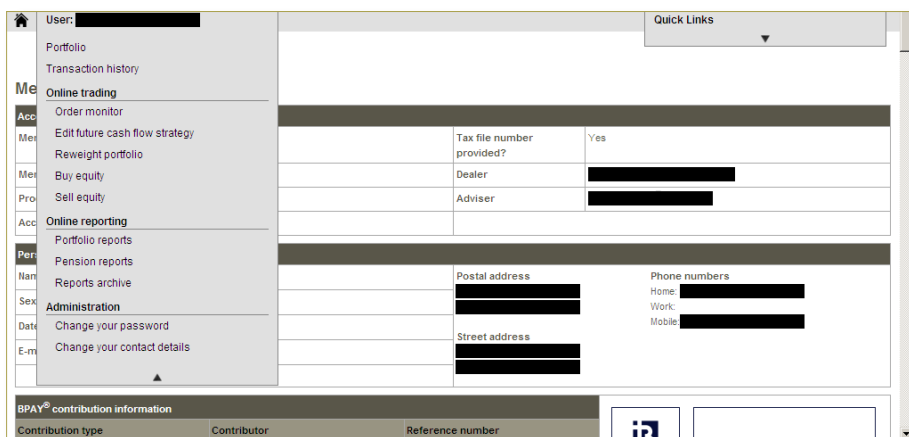 User:
Quick Links
Portfolio
Transaction history
Me
Online trading
Order monitor
Edit future cash flow strategy
Reweight portfolio
Buy equity
Sell equity
Online reporting
Portfolio reports
Pension reports
Reports archive
Administration
Change your password
Change your contact details
Acc
Mer
Tax file number
provided?
Yes
Mer
Dealer
Pro
Adviser
Acc
Per
Nam
Postal address
Phone numbers
Home:
Sex
Work:
Date
Mobile:
Street address
E-m
BPAY® contribution information
Contribution type
Contributor
Reference number